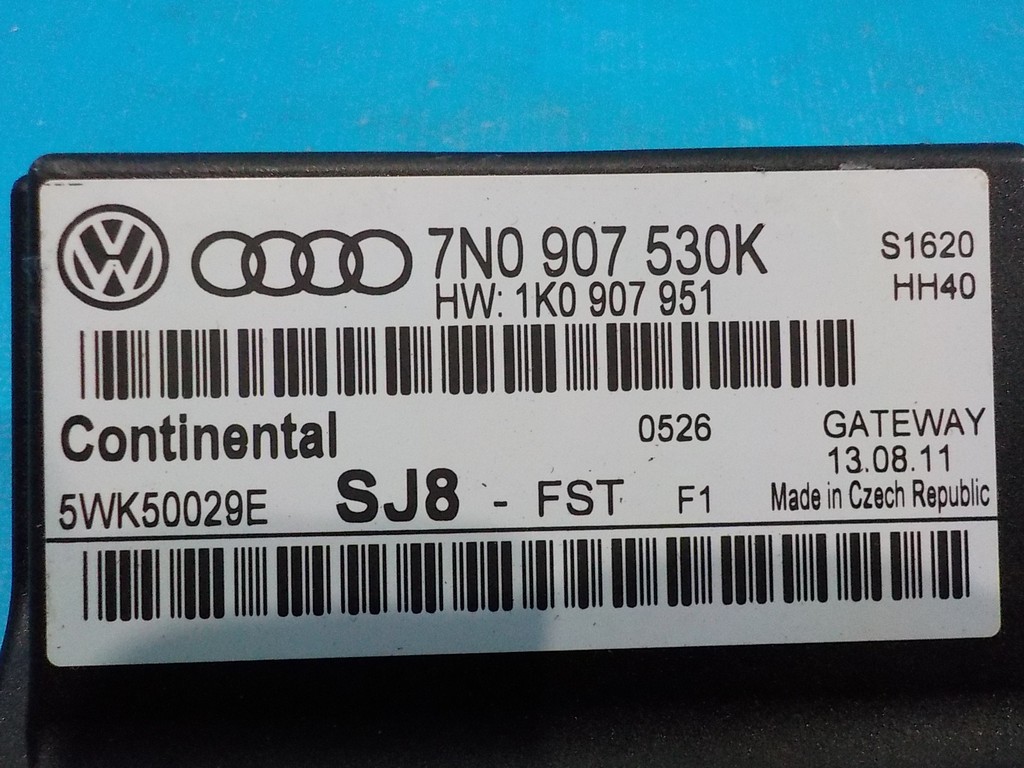 7N0 907 530K S1620
HW: 1K0 907 951 HH40
Continental 0526 GATEWAY
13.08.11
5WK50029E SJ8 - FST F1 Made in Czech Republic